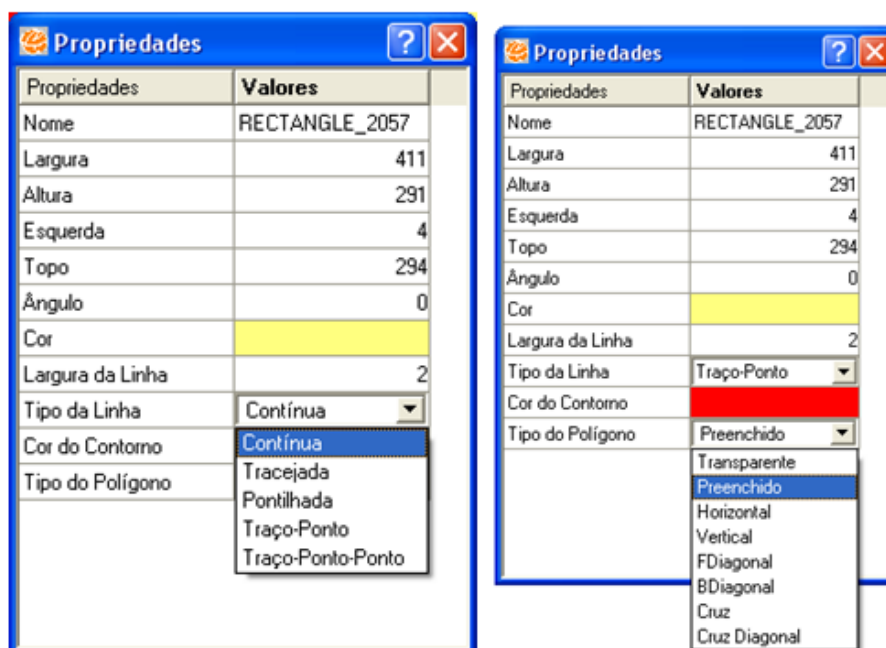 Propriedades
Propriedades Valores
Nome RECTANGLE_2057
Largura 411
Altura 291
Esquerda 4
Topo 294
Ângulo 0
Cor
Largura da Linha 2
Tipo da Linha Contínua
Cor do Contorno
Tipo do Polígono
Contínua
Tracejada
Pontilhada
Traço-Ponto
Traço-Ponto-Ponto
Propriedades
Propriedades Valores
Nome RECTANGLE_2057
Largura 411
Altura 291
Esquerda 4
Topo 294
Ângulo 0
Cor
Largura da Linha 2
Tipo da Linha Traço-Ponto
Cor do Contorno
Tipo do Polígono Preenchido
Transparente
Preenchido
Horizontal
Vertical
FDiagonal
BDiagonal
Cruz
Cruz Diagonal